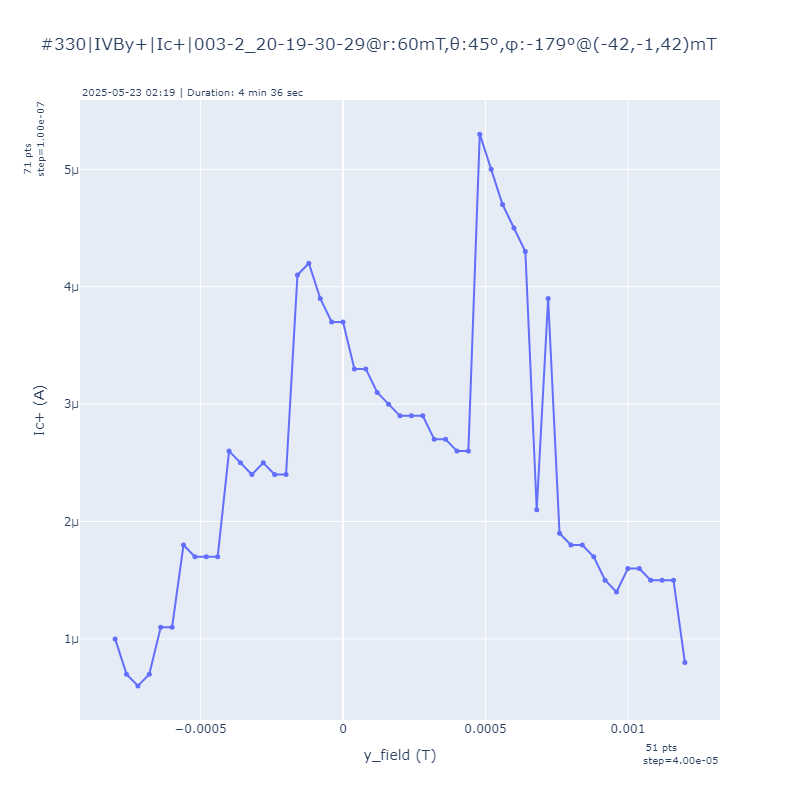 #330|IVBy+|Ic+|003-2_20-19-30-29@r:60mT,θ:45°,φ:-179°@(-42,-1,42)mT
2025-05-23 02:19 | Duration: 4 min 36 sec
71 pts
step=1.00e-07
5μ
4μ
3μ
2μ
1μ
Ic+ (A)
−0.0005
0
0.0005
0.001
y_field (T)
51 pts
step=4.00e-05